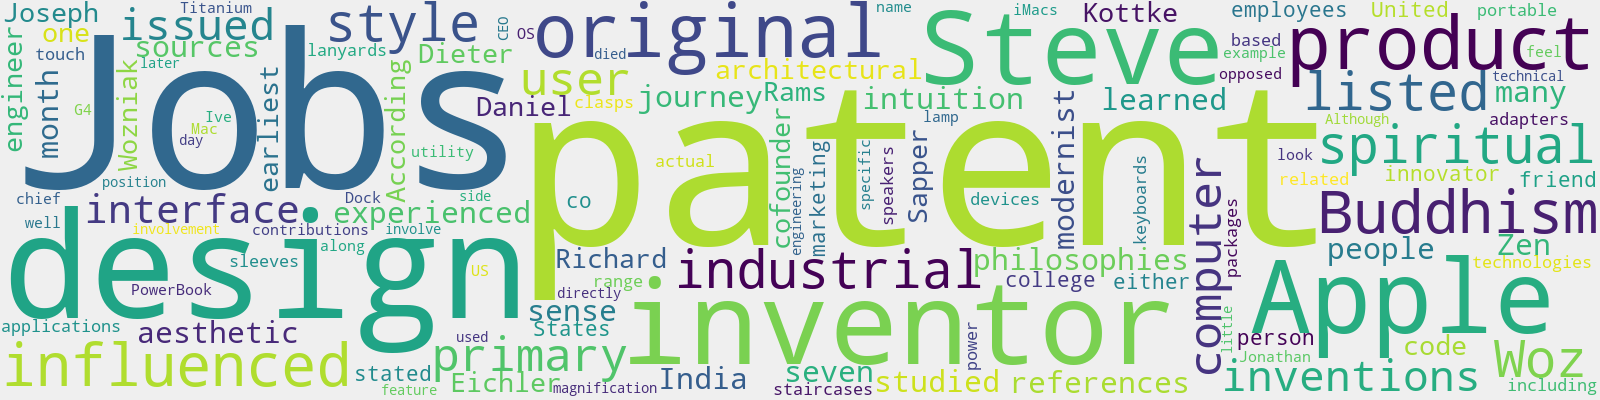 Joseph
one
touch
engineer
month
G4
Titanium
issued
sources
later
Wozniak
Jobs
Ive
Mac
day
earliest
lanyards
style
According
Dieter
utility
CEO
OS
original
died
user
Daniel
clasps
architectural
journey
Rams
name
Steve
intuition
lamp
iMacs
Kottke
modernist
learned
employees
based
example
opposed
United
portable
product
feel
technical
listed
many
adapters
Although
look
spiritual
related
innovator
friend
position
chief
well
interface
involvement
contributions
Dock
side
experienced
involve
along
co
patent
actual
cofounder
engineering
marketing
specific
speakers
Sapper
devices
keyboards
computer
packages
Buddhism
people
Zen
technologies
design
sleeves
PowerBook
US
Richard
range
directly
industrial
philosophies
college
either
Apple
applications
aesthetic
influenced
stated
feature
used
primary
Eichler
sense
States
magnification
inventor
India
seven
staircases
studied
power
references
little
person
Jonathan
inventions
code
Woz
including